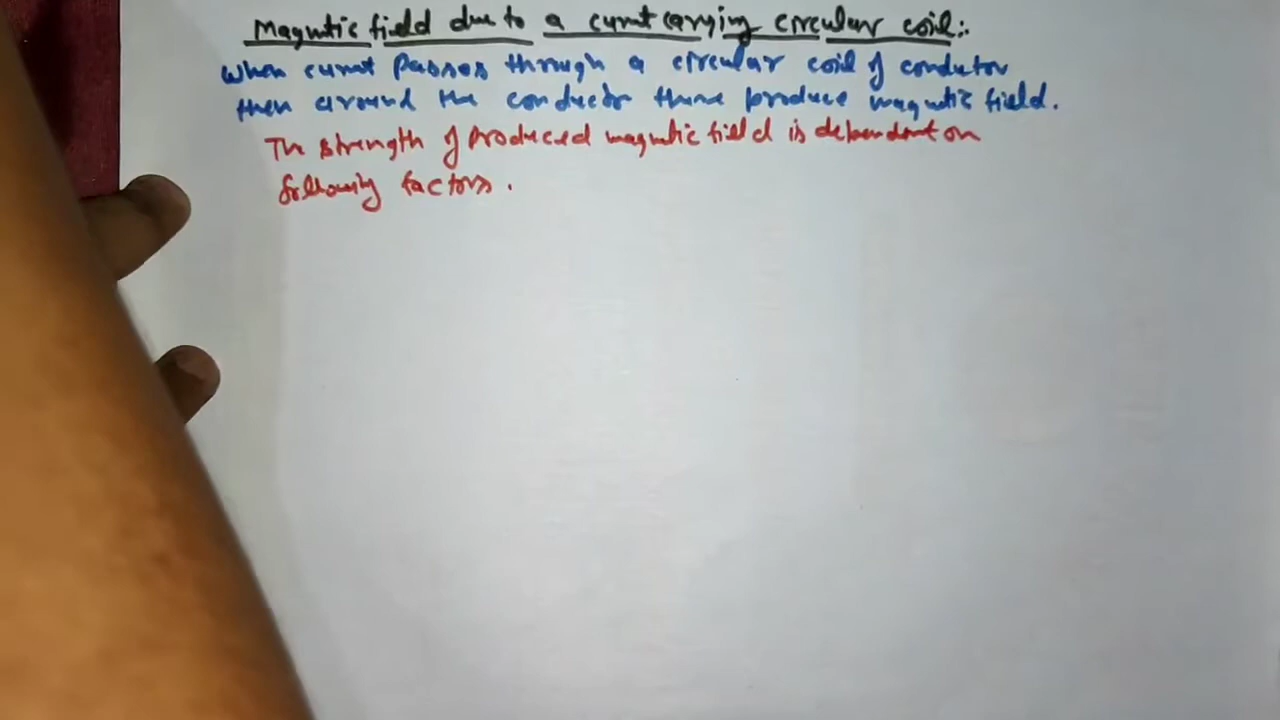 Magnetic field due to a current carrying circular coil:-
When current passes through a circular coil of conductor
then around the conductor there produce magnetic field.
The strength of produced magnetic field is dependent on
following factors.